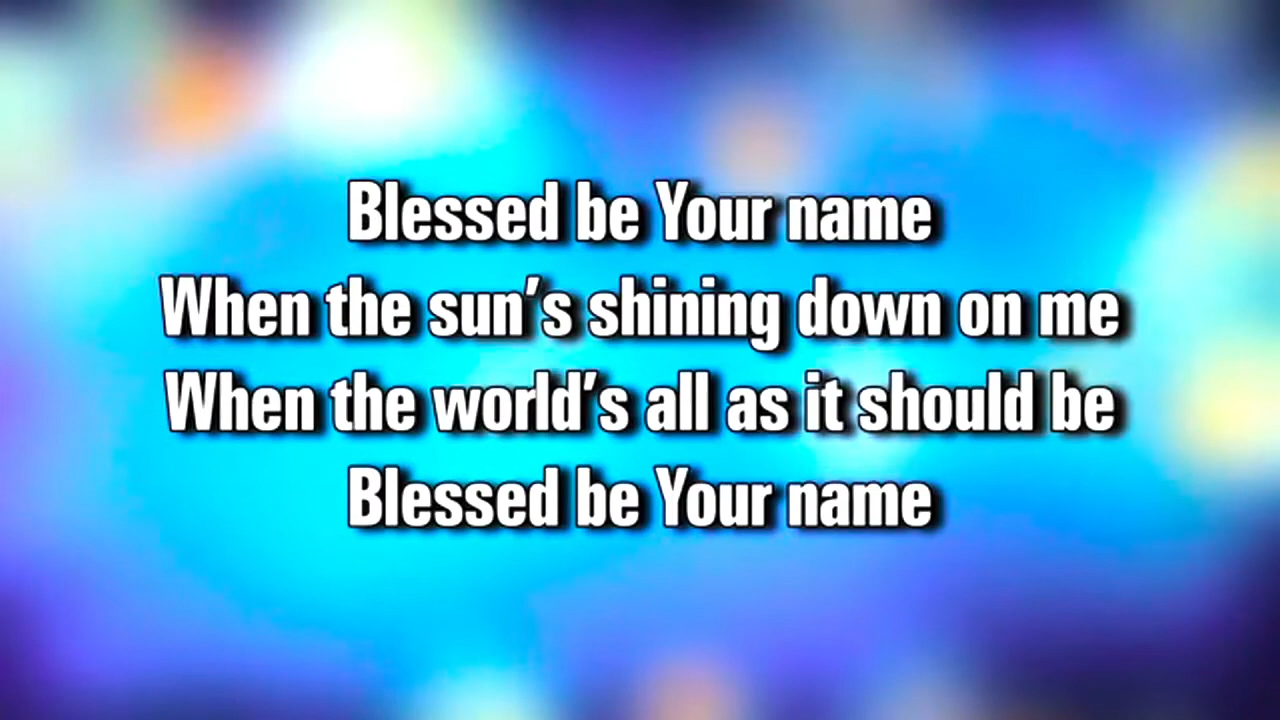 Blessed be Your name
When the sun's shining down on me
When the world's all as it should be
Blessed be Your name